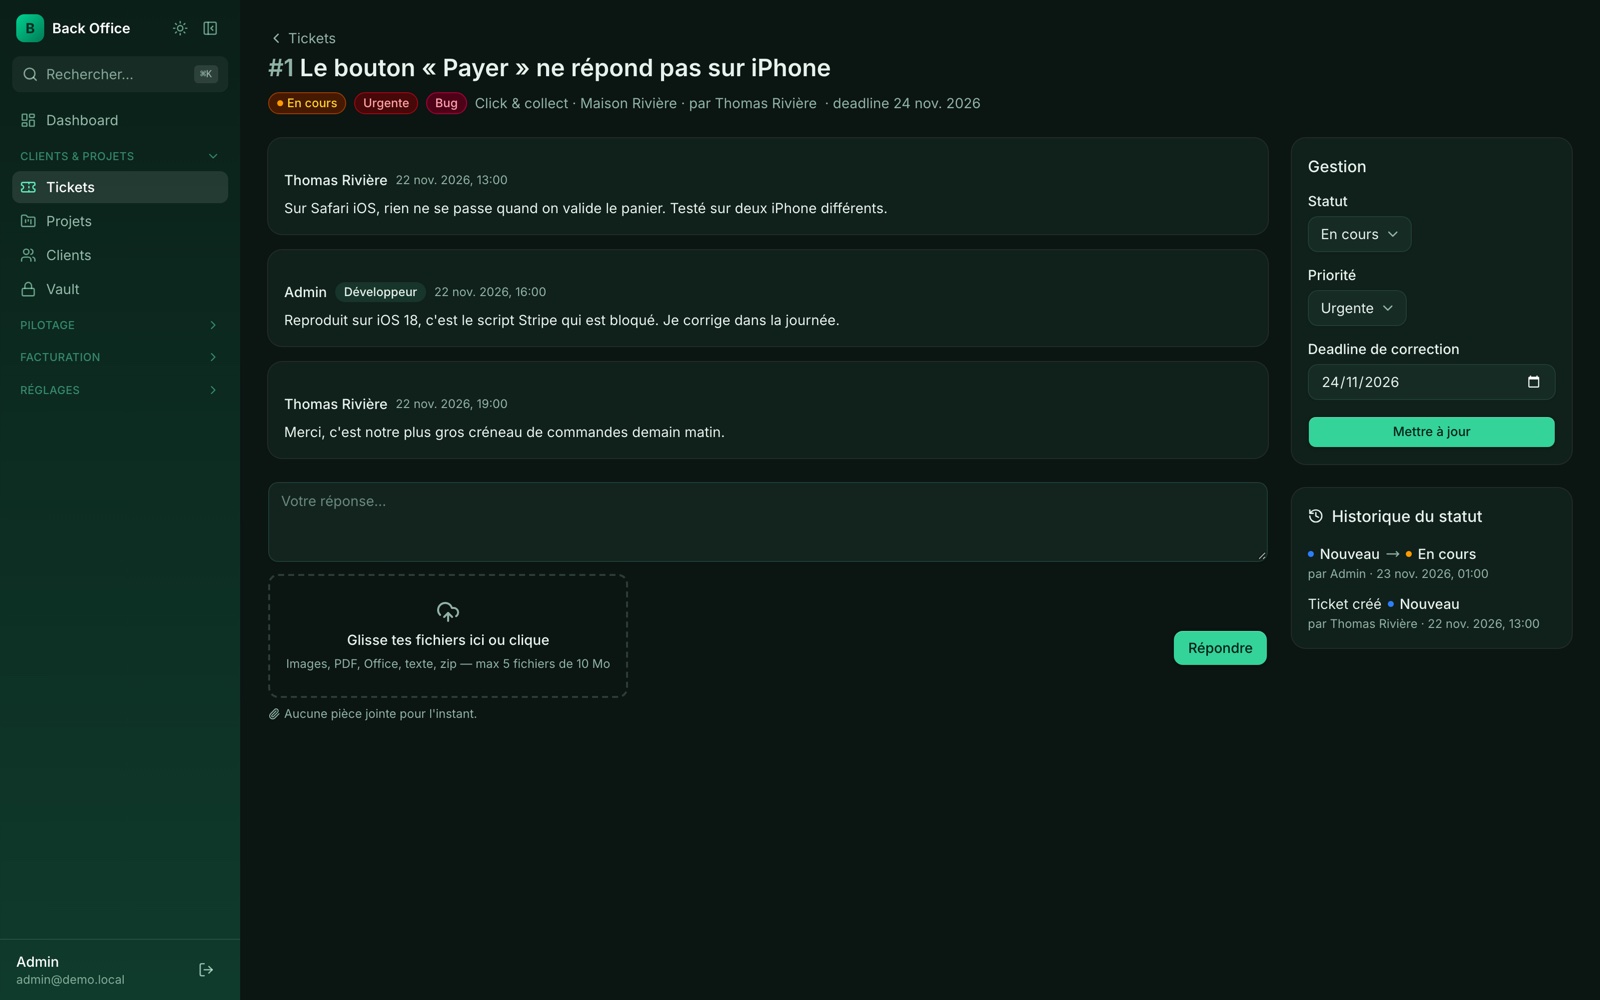 B Back Office
Rechercher... ⌘K
Dashboard
CLIENTS & PROJETS
Tickets
Projets
Clients
Vault
PILOTAGE
FACTURATION
RÉGLAGES
Admin
admin@demo.local
Tickets
#1 Le bouton « Payer » ne répond pas sur iPhone
En cours Urgente Bug Click & collect · Maison Rivière · par Thomas Rivière · deadline 24 nov. 2026
Thomas Rivière 22 nov. 2026, 13:00
Sur Safari iOS, rien ne se passe quand on valide le panier. Testé sur deux iPhone différents.
Admin Développeur 22 nov. 2026, 16:00
Reproduit sur iOS 18, c'est le script Stripe qui est bloqué. Je corrige dans la journée.
Thomas Rivière 22 nov. 2026, 19:00
Merci, c'est notre plus gros créneau de commandes demain matin.
Votre réponse...
Glisse tes fichiers ici ou clique
Images, PDF, Office, texte, zip — max 5 fichiers de 10 Mo
Répondre
Aucune pièce jointe pour l'instant.
Gestion
Statut
En cours
Priorité
Urgente
Deadline de correction
24/11/2026
Mettre à jour
Historique du statut
Nouveau → En cours
par Admin · 23 nov. 2026, 01:00
Ticket créé Nouveau
par Thomas Rivière · 22 nov. 2026, 13:00